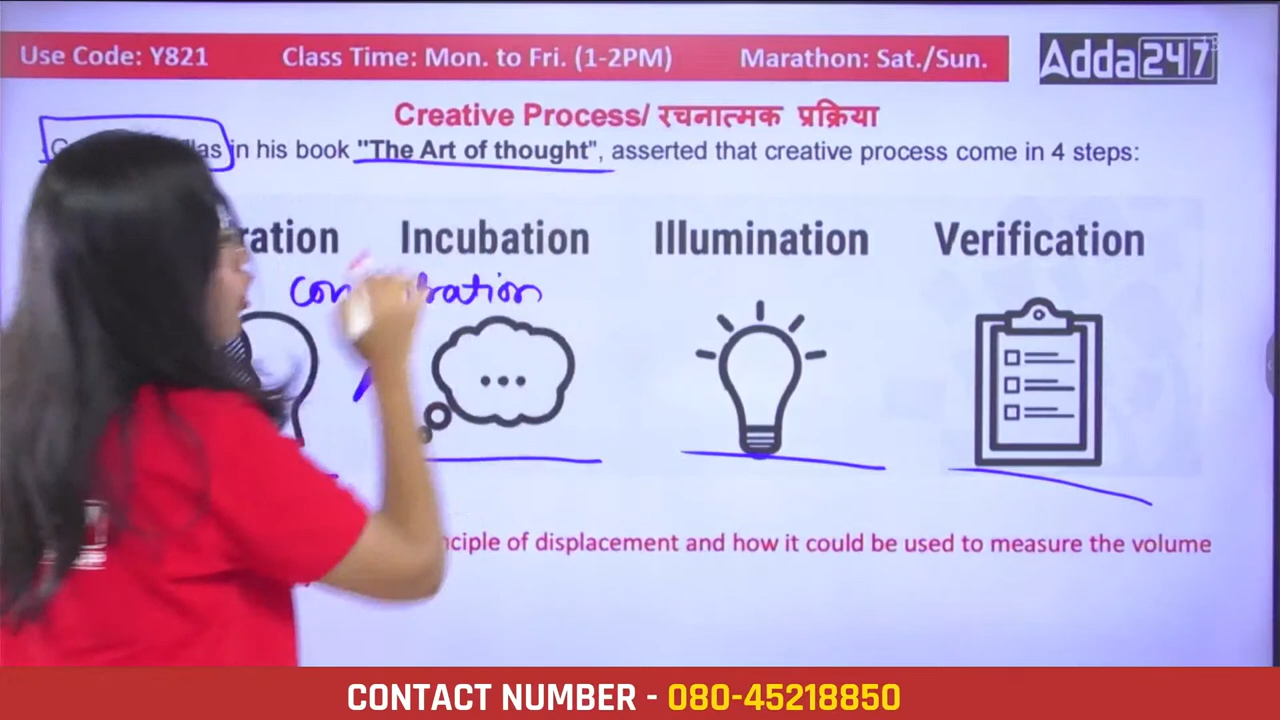 Use Code: Y821 Class Time: Mon. to Fri. (1-2PM) Marathon: Sat./Sun. Adda247
Creative Process/ रचनात्मक प्रक्रिया
in his book "The Art of thought", asserted that creative process come in 4 steps:
Incubation Illumination Verification
of displacement and how it could be used to measure the volume
CONTACT NUMBER - 080-45218850